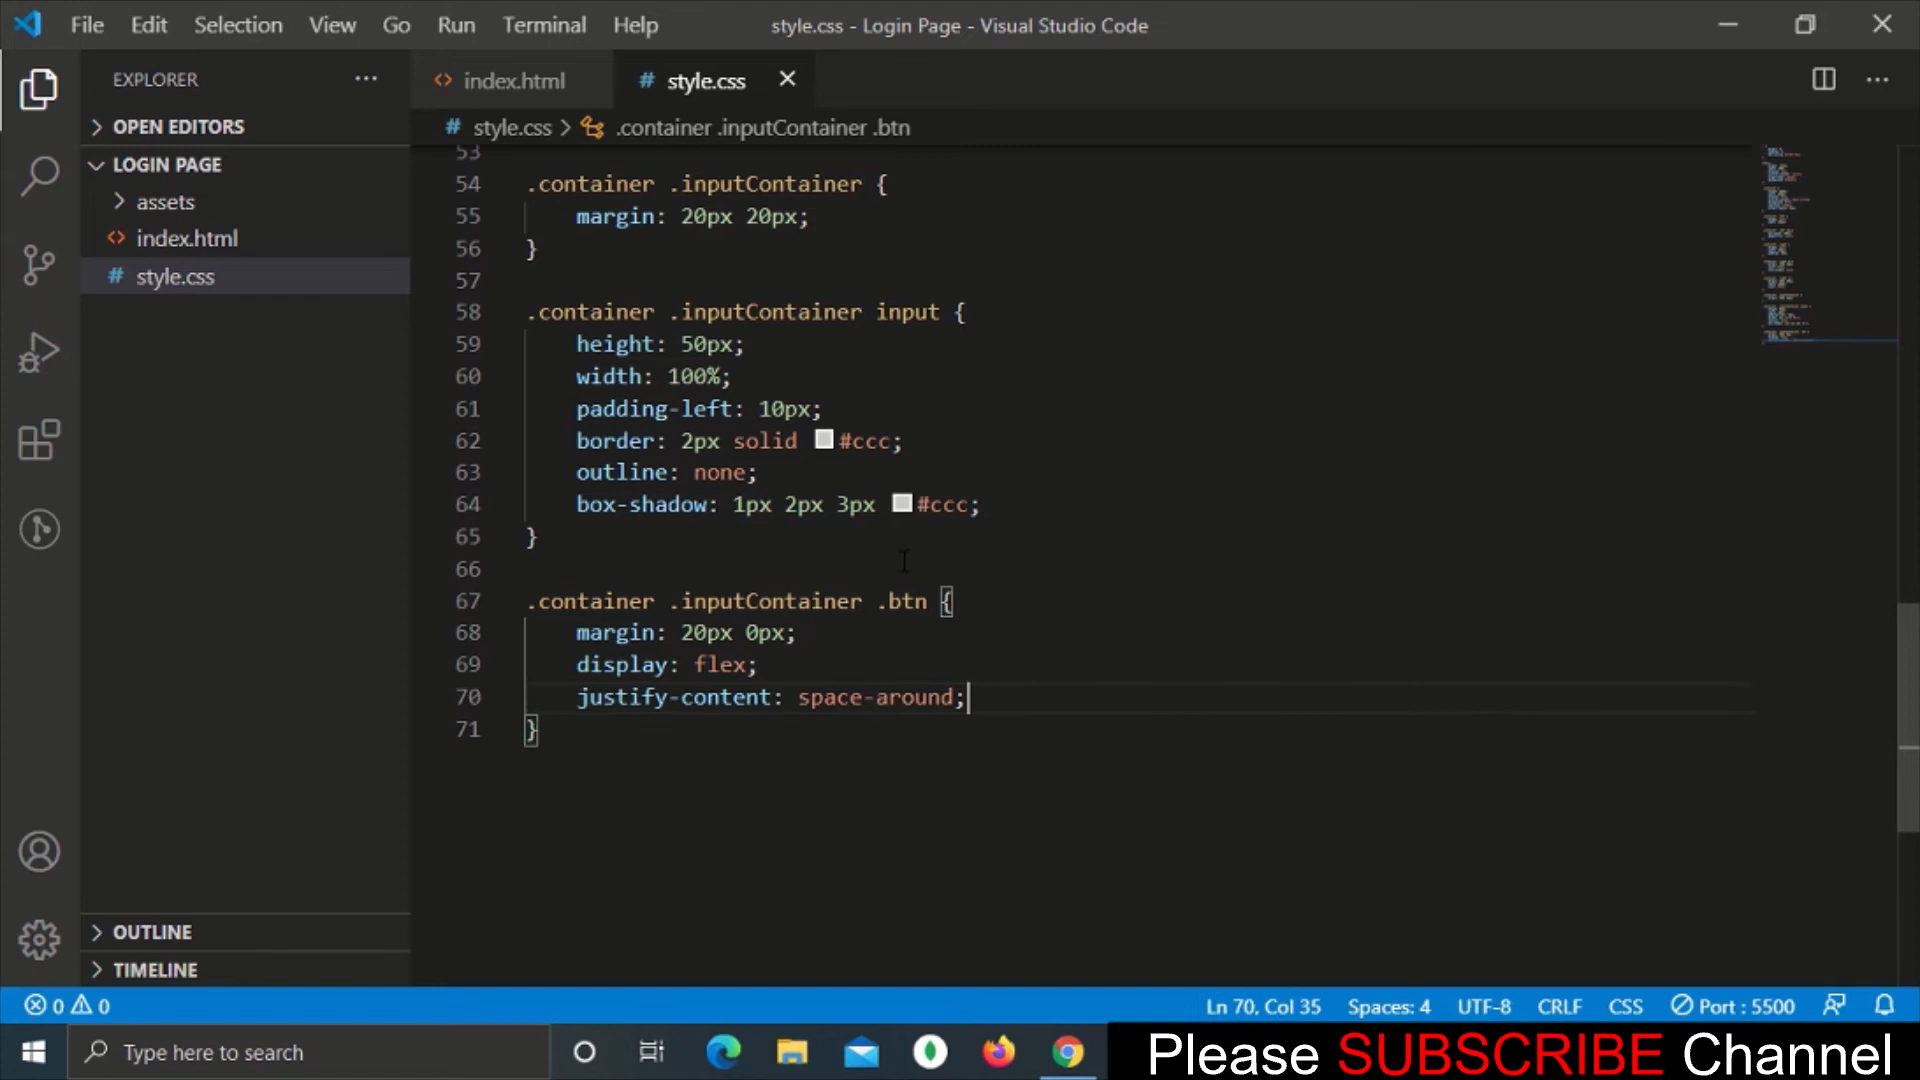 File Edit Selection View Go Run Terminal Help style.css - Login Page - Visual Studio Code
EXPLORER ··· <> index.html # style.css ×
OPEN EDITORS
# style.css > .container .inputContainer .btn
LOGIN PAGE
assets
<> index.html
# style.css
53
54 .container .inputContainer {
55 margin: 20px 20px;
56 }
57
58 .container .inputContainer input {
59 height: 50px;
60 width: 100%;
61 padding-left: 10px;
62 border: 2px solid #ccc;
63 outline: none;
64 box-shadow: 1px 2px 3px #ccc;
65 }
66
67 .container .inputContainer .btn {
68 margin: 20px 0px;
69 display: flex;
70 justify-content: space-around;
71 }
OUTLINE
TIMELINE
0 0 Ln 70, Col 35 Spaces: 4 UTF-8 CRLF CSS Port : 5500
Type here to search
Please SUBSCRIBE Channel